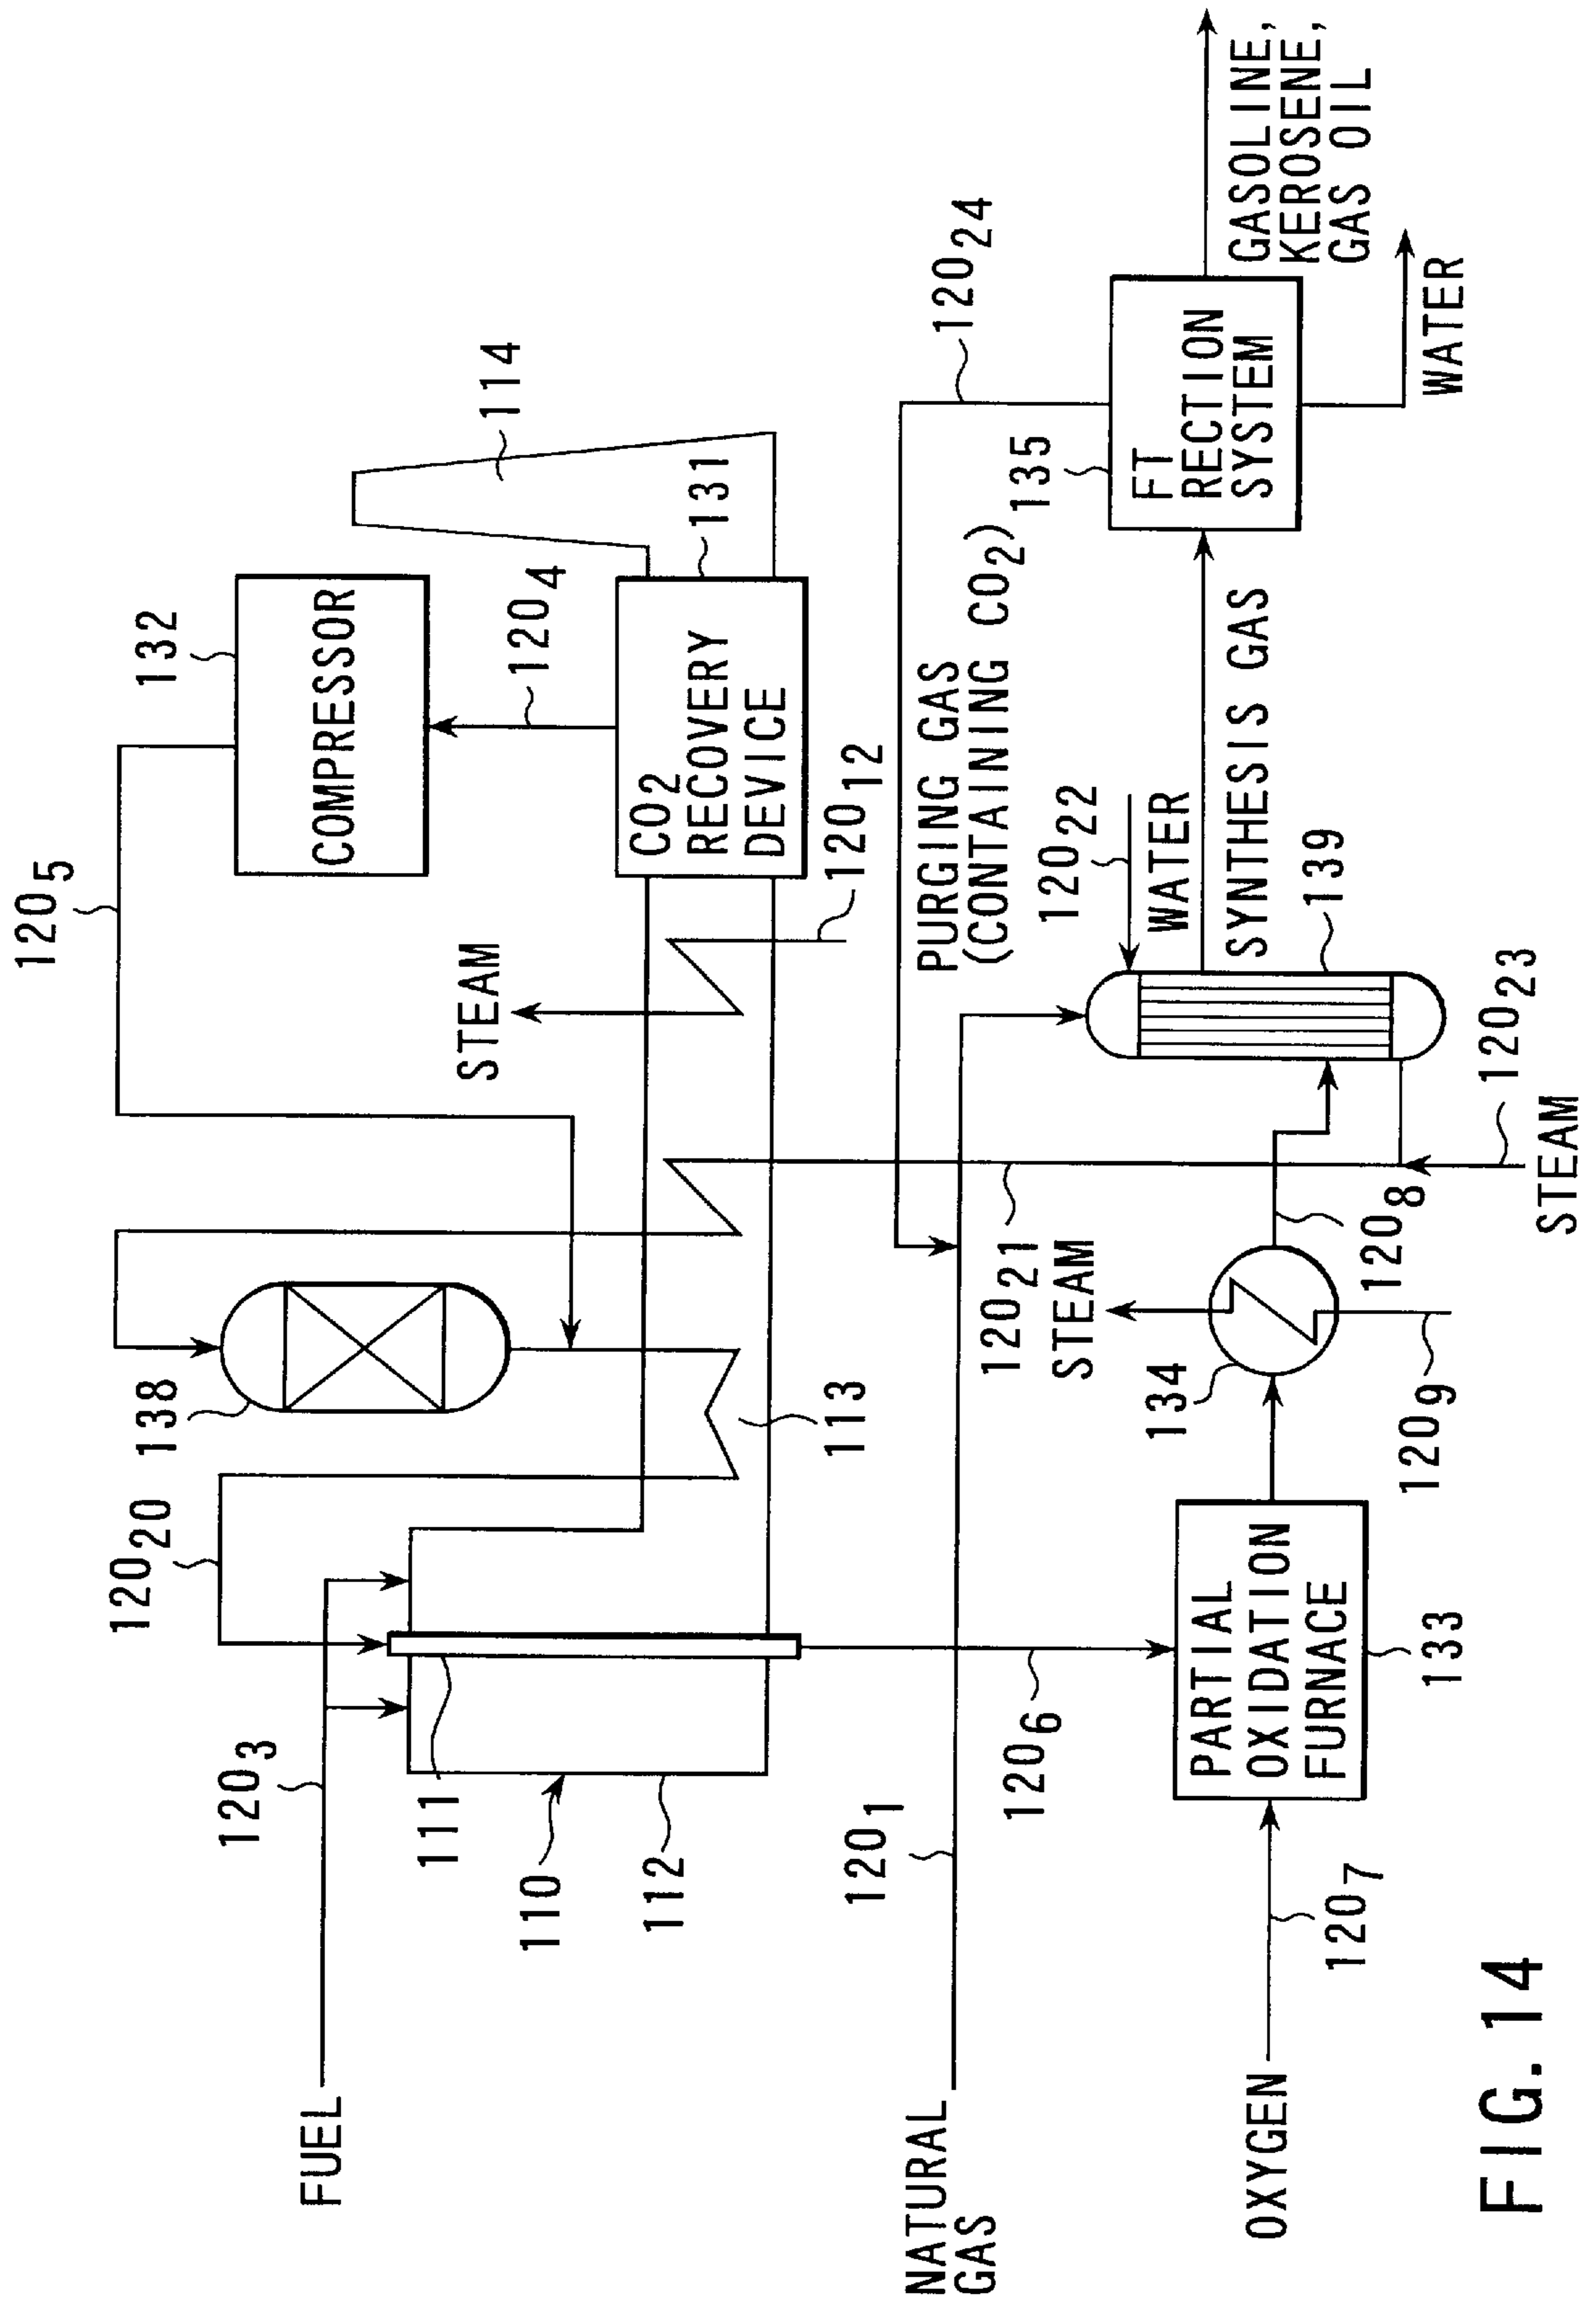 120₅
132
COMPRESSOR
114
138
120₂₀
120₄
STEAM
131
CO₂
RECOVERY
DEVICE
120₃
FUEL
111
113
120₁₂
110
112
120₂₄
PURGING GAS
(CONTAINING CO₂)
135
FT
RECTION
SYSTEM
GASOLINE,
KEROSENE,
GAS OIL
WATER
120₁
NATURAL
GAS
120₂₁
STEAM
120₂₂
WATER
SYNTHESIS GAS
139
120₆
134
120₈
120₂₃
STEAM
PARTIAL
OXIDATION
FURNACE
120₉
133
OXYGEN
120₇
FIG.14